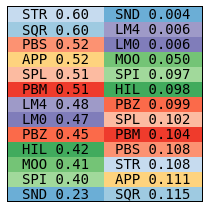 STR 0.60 SND 0.004
SQR 0.60 LM4 0.006
PBS 0.52 LM0 0.006
APP 0.52 MOO 0.050
SPL 0.51 SPI 0.097
PBM 0.51 HIL 0.098
LM4 0.48 PBZ 0.099
LM0 0.47 SPL 0.102
PBZ 0.45 PBM 0.104
HIL 0.42 PBS 0.108
MOO 0.41 STR 0.108
SPI 0.40 APP 0.111
SND 0.23 SQR 0.115